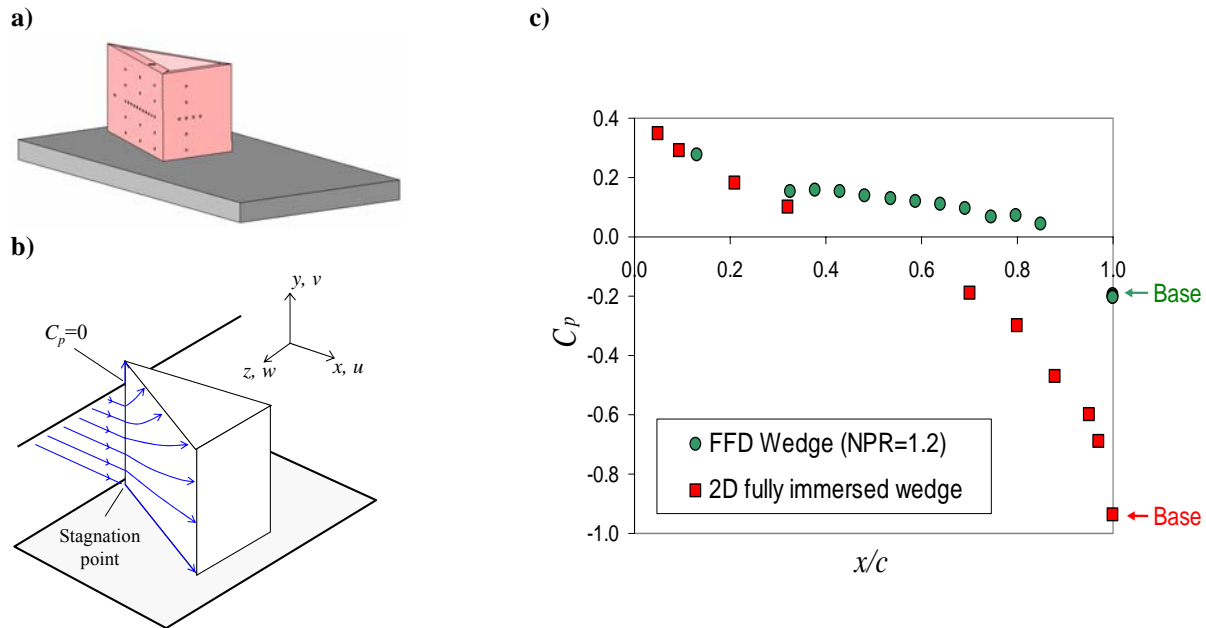 a)
b)
C_p=0
y, v
z, w
x, u
Stagnation
point
c)
0.4
0.2
0.0
-0.2
-0.4
-0.6
-0.8
-1.0
0.0
0.2
0.4
0.6
0.8
1.0
C_p
x/c
FFD Wedge (NPR=1.2)
2D fully immersed wedge
Base
Base